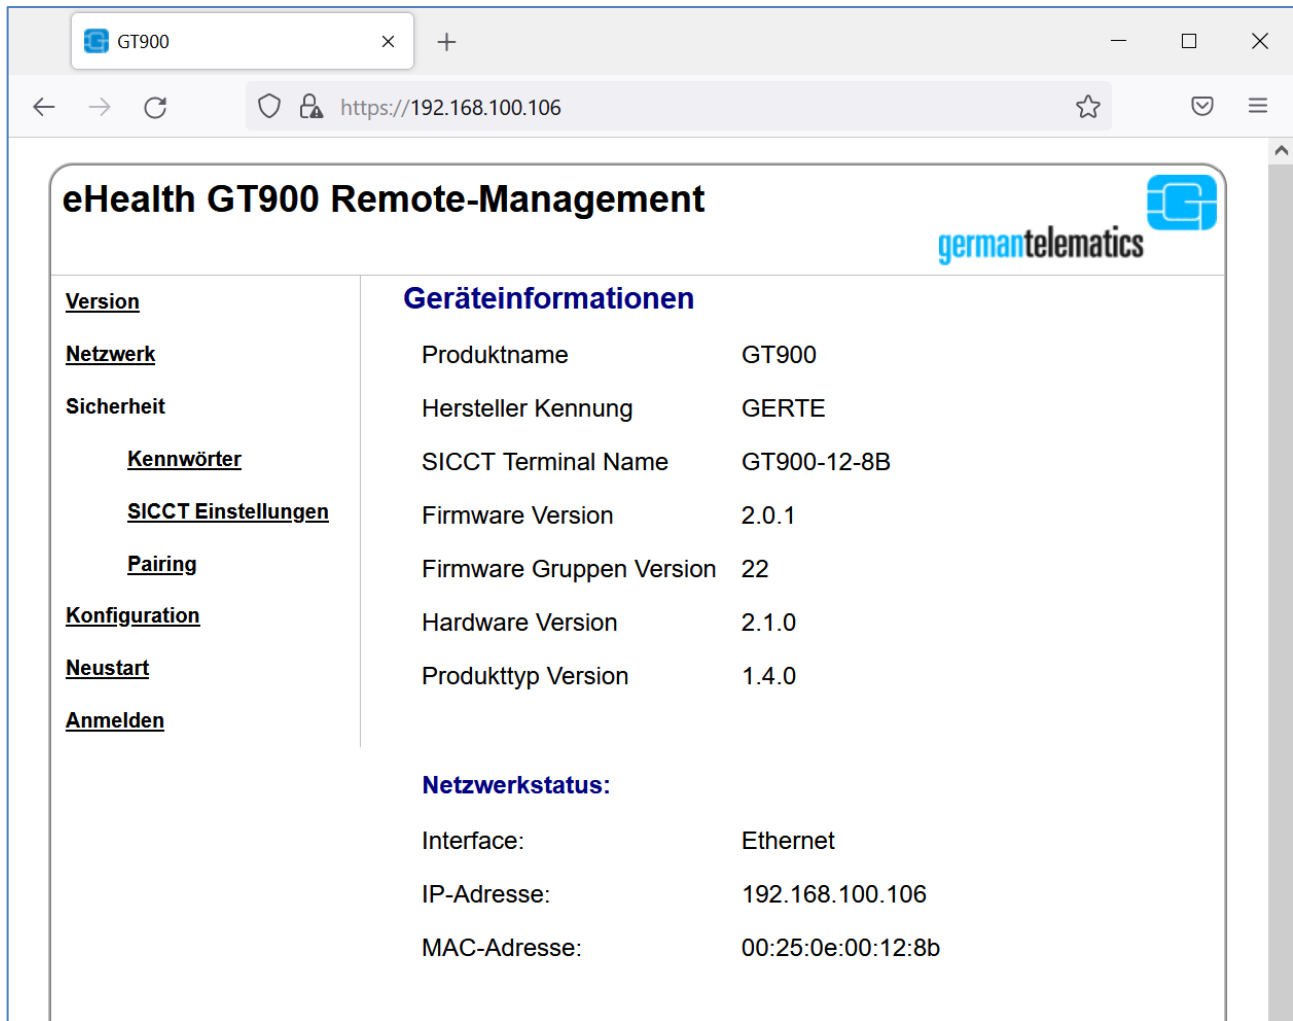 GT900
https://192.168.100.106
eHealth GT900 Remote-Management
germantelematics
Version
Netzwerk
Sicherheit
Kennwörter
SICCT Einstellungen
Pairing
Konfiguration
Neustart
Anmelden
Geräteinformationen
Produktname GT900
Hersteller Kennung GERTE
SICCT Terminal Name GT900-12-8B
Firmware Version 2.0.1
Firmware Gruppen Version 22
Hardware Version 2.1.0
Produkttyp Version 1.4.0
Netzwerkstatus:
Interface: Ethernet
IP-Adresse: 192.168.100.106
MAC-Adresse: 00:25:0e:00:12:8b